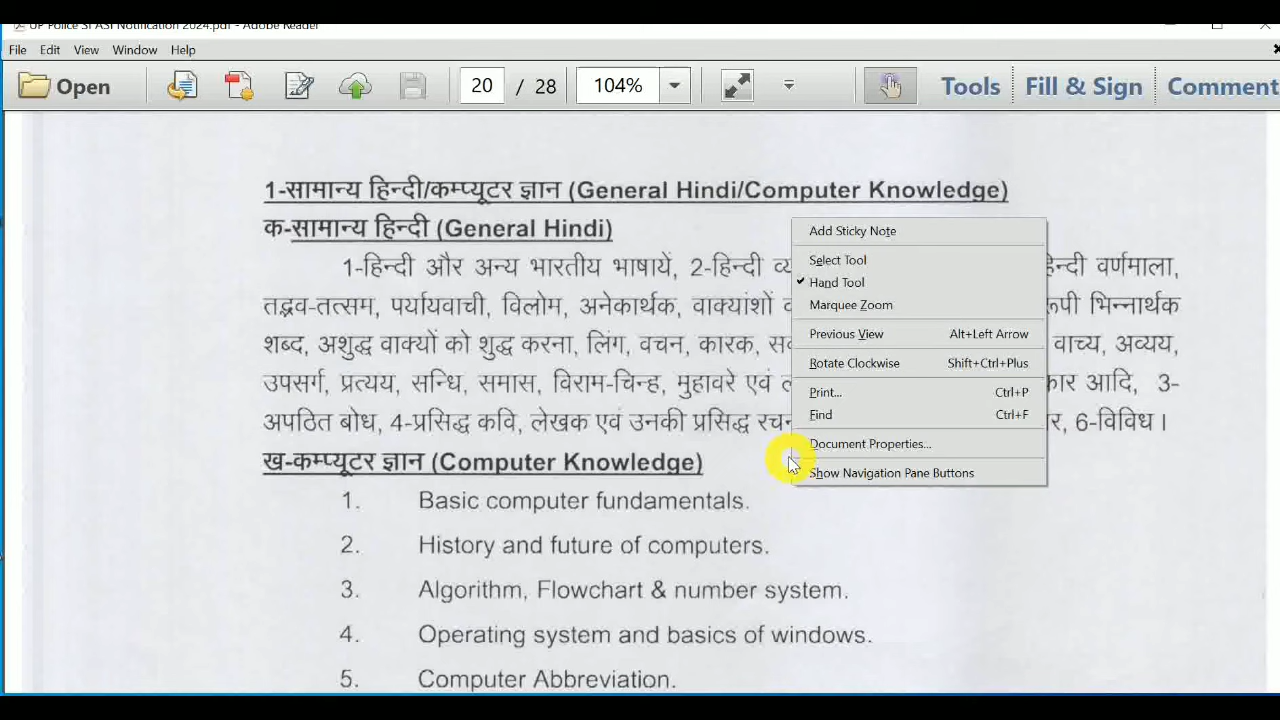 UP Police SI ASI Notification 2024.pdf - Adobe Reader
File Edit View Window Help
Open 20 / 28 104% Tools Fill & Sign Comment
1-सामान्य हिन्दी/कम्प्यूटर ज्ञान (General Hindi/Computer Knowledge)
क-सामान्य हिन्दी (General Hindi)
1-हिन्दी और अन्य भारतीय भाषायें, 2-हिन्दी हिन्दी वर्णमाला,
तद्भव-तत्सम, पर्यायवाची, विलोम, अनेकार्थक, वाक्यांशों रूपी भिन्नार्थक
शब्द, अशुद्ध वाक्यों को शुद्ध करना, लिंग, वचन, कारक, वाच्य, अव्यय,
उपसर्ग, प्रत्यय, सन्धि, समास, विराम-चिन्ह, मुहावरे एवं कार आदि, 3-
अपठित बोध, 4-प्रसिद्ध कवि, लेखक एवं उनकी प्रसिद्ध र, 6-विविध।
ख-कम्प्यूटर ज्ञान (Computer Knowledge)
1. Basic computer fundamentals.
2. History and future of computers.
3. Algorithm, Flowchart & number system.
4. Operating system and basics of windows.
5. Computer Abbreviation.
Add Sticky Note
Select Tool
Hand Tool
Marquee Zoom
Previous View Alt+Left Arrow
Rotate Clockwise Shift+Ctrl+Plus
Print... Ctrl+P
Find Ctrl+F
Document Properties...
Show Navigation Pane Buttons